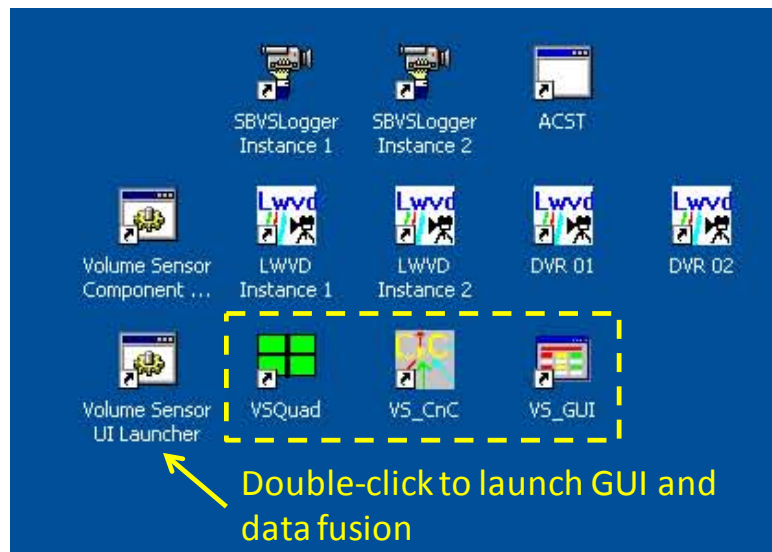 SBVSLogger
Instance 1
SBVSLogger
Instance 2
ACST
Lwvd
Lwvd
Lwvd
Lwvd
Volume Sensor
Component ...
LWVD
Instance 1
LWVD
Instance 2
DVR 01
DVR 02
CnC
Volume Sensor
UI Launcher
VSQuad
VS_CnC
VS_GUI
Double-click to launch GUI and
data fusion